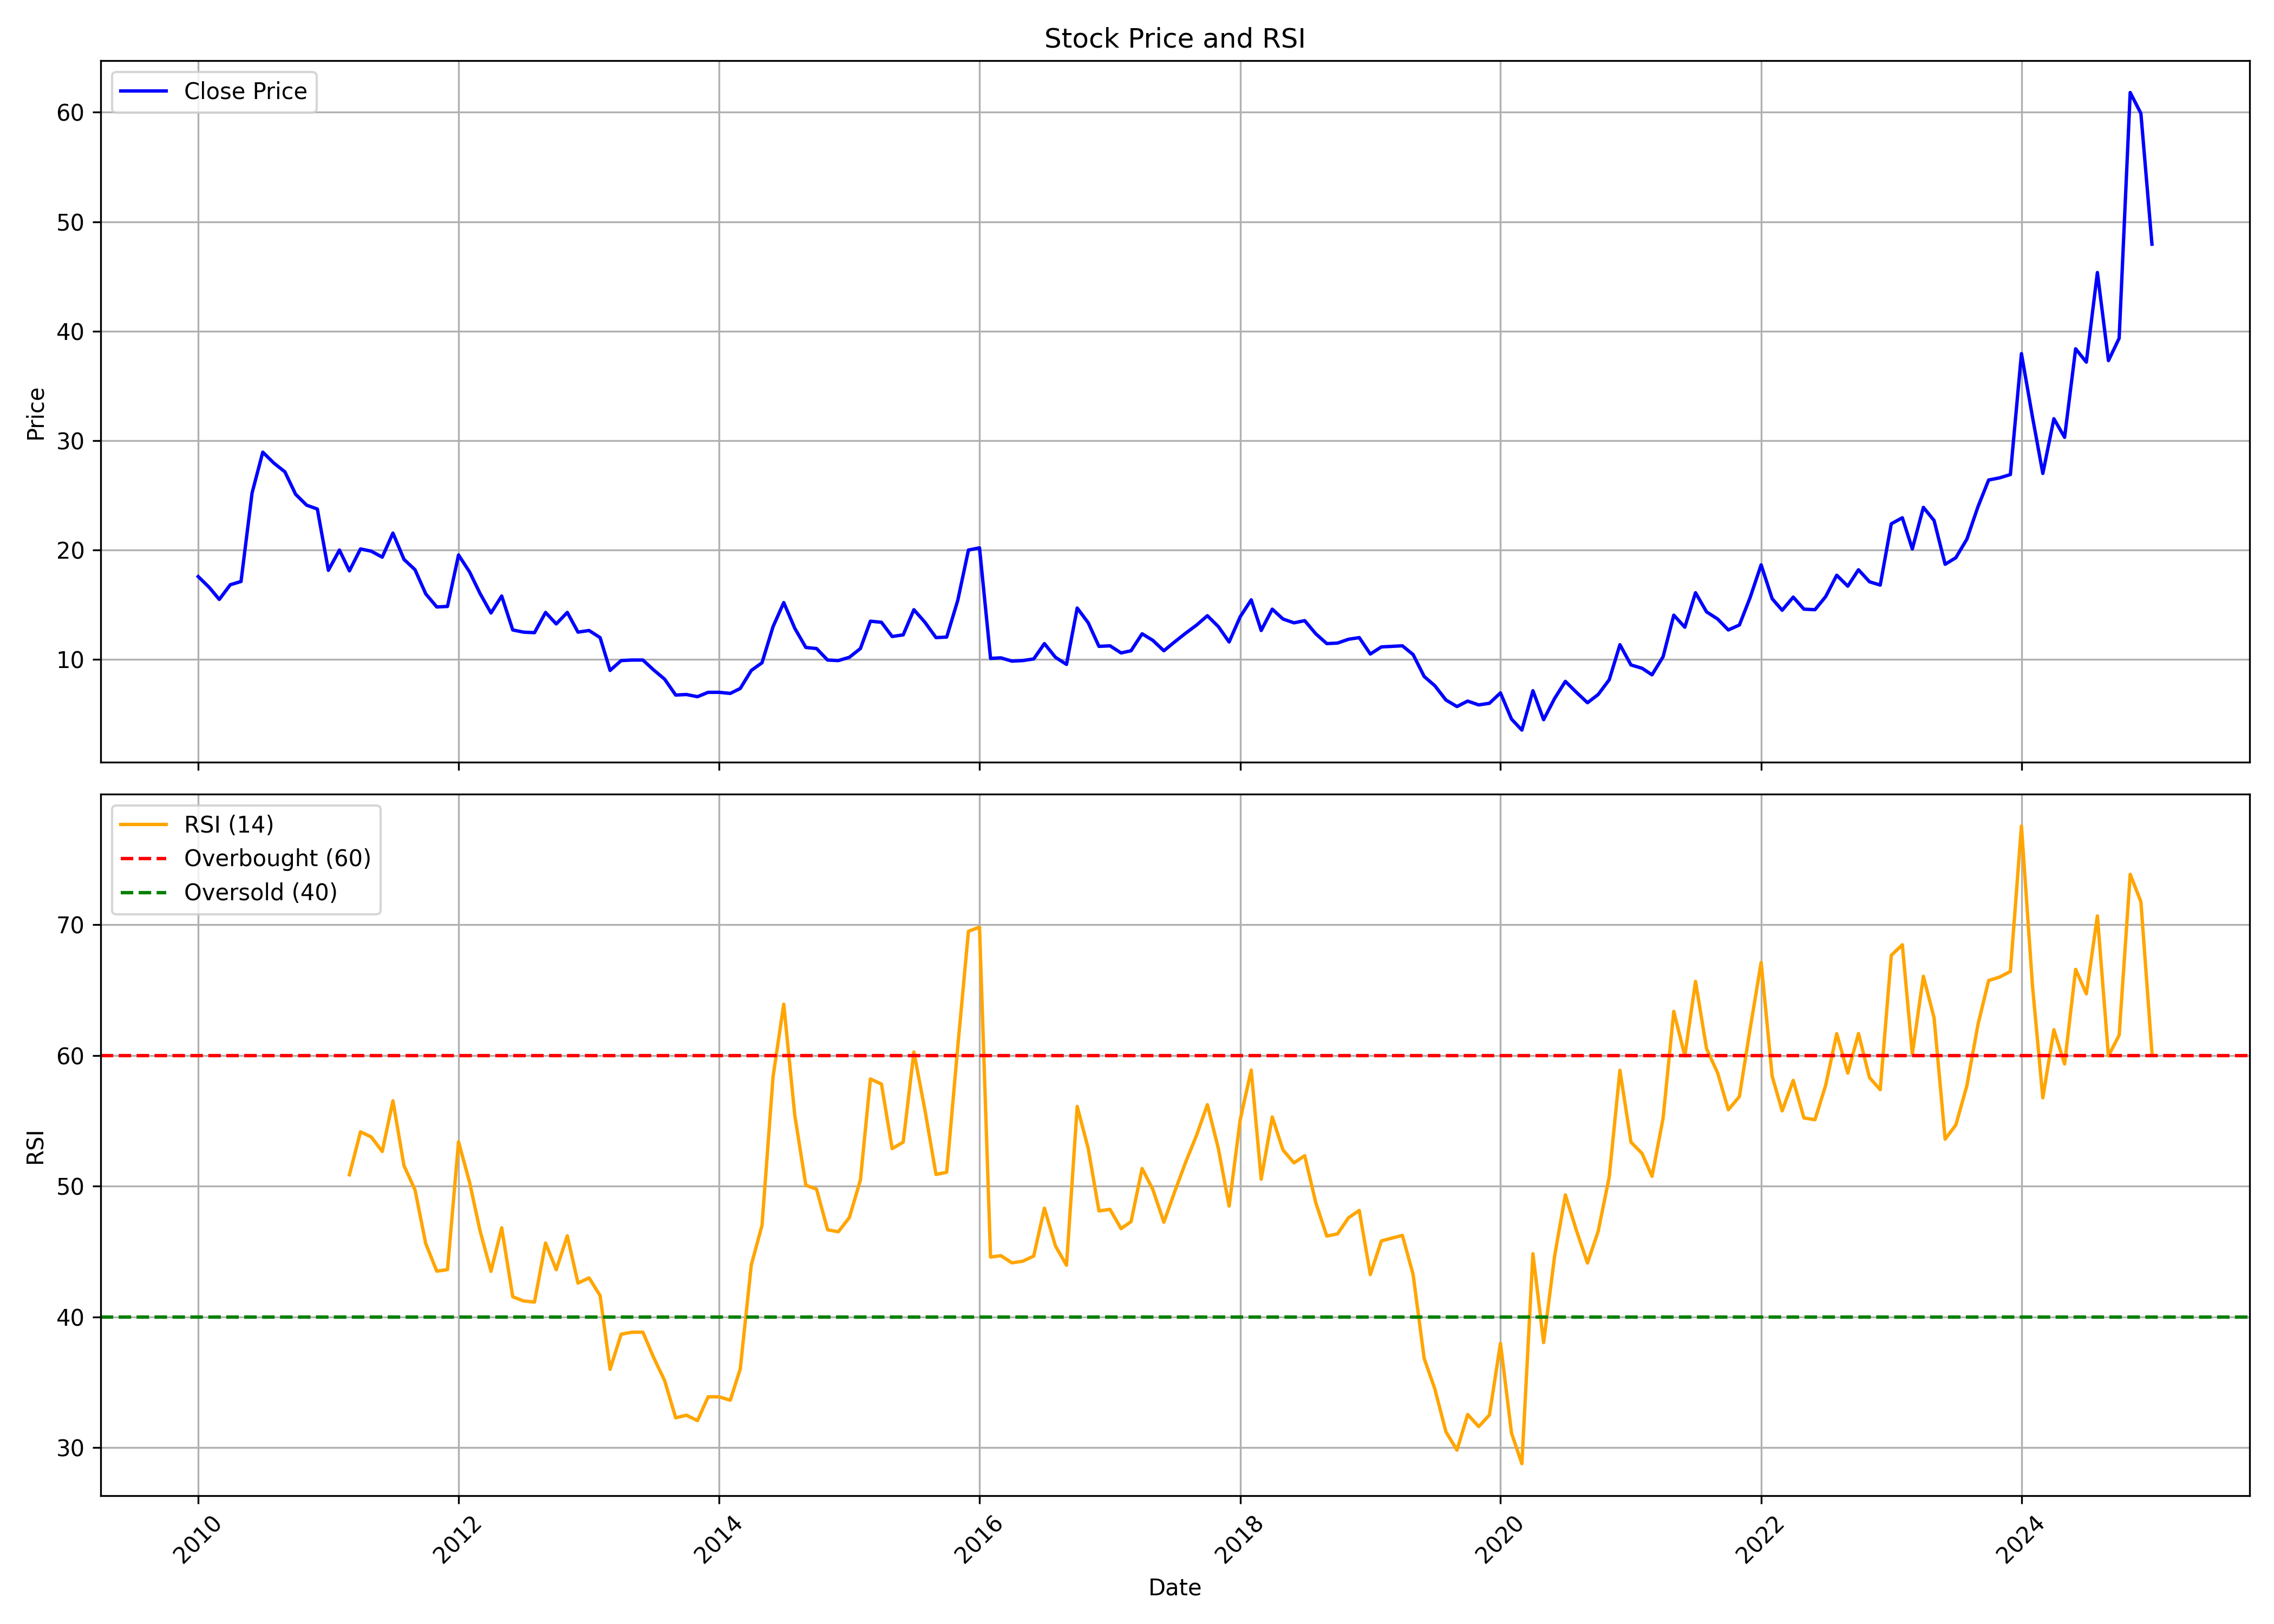 Stock Price and RSI
Close Price
60
50
40
30
20
10
Price
RSI (14)
Overbought (60)
Oversold (40)
70
60
50
40
30
RSI
2010
2012
2014
2016
2018
2020
2022
2024
Date